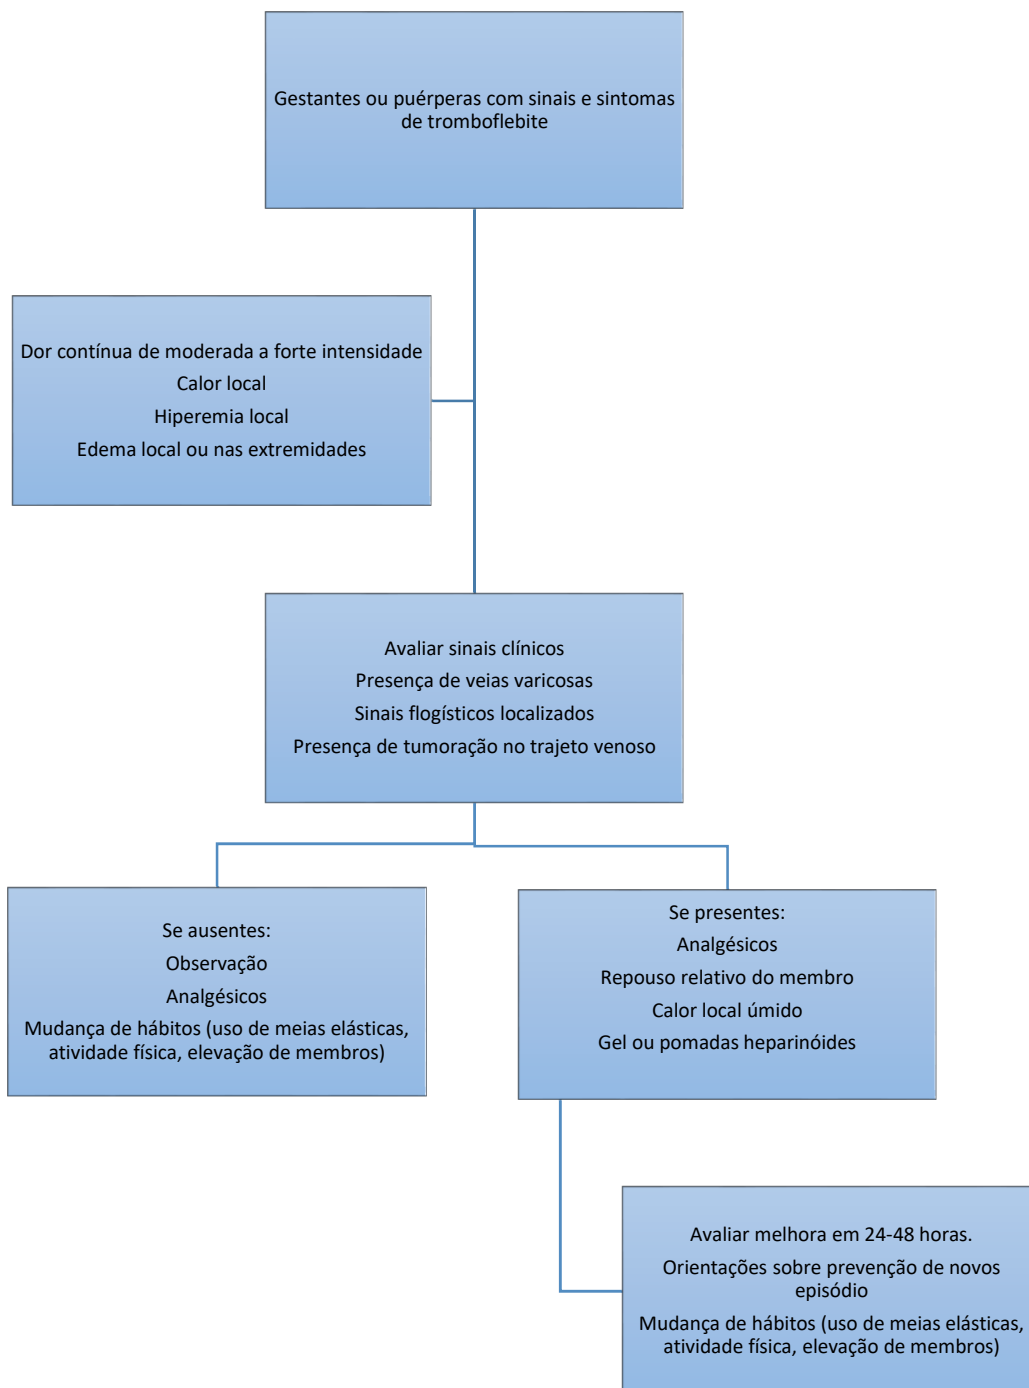 Gestantes ou puérperas com sinais e sintomas
de tromboflebite
Dor contínua de moderada a forte intensidade
Calor local
Hiperemia local
Edema local ou nas extremidades
Avaliar sinais clínicos
Presença de veias varicosas
Sinais flogísticos localizados
Presença de tumoração no trajeto venoso
Se ausentes:
Observação
Analgésicos
Mudança de hábitos (uso de meias elásticas,
atividade física, elevação de membros)
Se presentes:
Analgésicos
Repouso relativo do membro
Calor local úmido
Gel ou pomadas heparinóides
Avaliar melhora em 24-48 horas.
Orientações sobre prevenção de novos
episódio
Mudança de hábitos (uso de meias elásticas,
atividade física, elevação de membros)